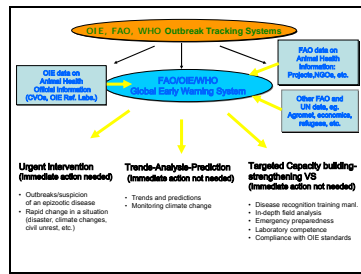 OIE, FAO, WHO Outbreak Tracking Systems
OIE data on
Animal Health
Official Information
(CVOs, OIE Ref. Labs.)
FAO data on
Animal Health
Information:
Projects,NGOs, etc.
FAO/OIE/WHO
Global Early Warning System
Other FAO and
UN data, eg.
Agromet, economics,
refugees, etc.
Urgent Intervention
(Immediate action needed)
• Outbreaks/suspicion
of an epizootic disease
• Rapid change in a situation
(disaster, climate changes,
civil unrest, etc.)
Trends-Analysis-Prediction
(Immediate action not needed)
• Trends and predictions
• Monitoring climate change
Targeted Capacity building-
strengthening VS
(Immediate action not needed)
• Disease recognition training manl.
• In-depth field analysis
• Emergency preparedness
• Laboratory competence
• Compliance with OIE standards